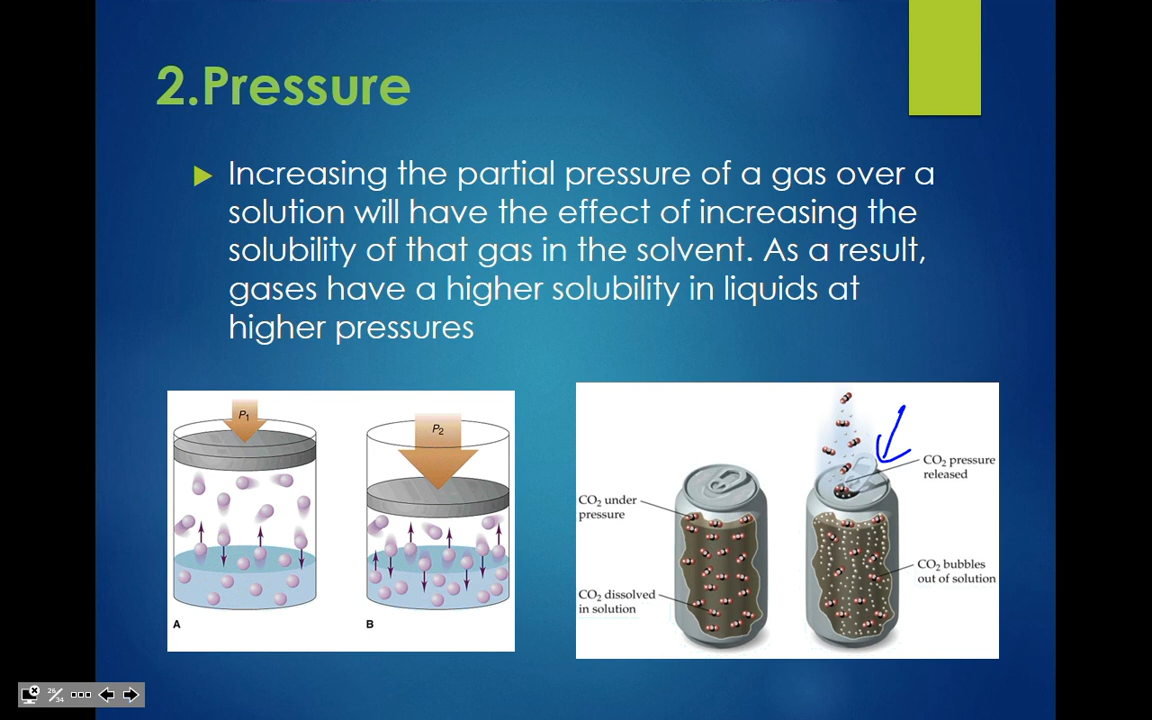 2.Pressure
Increasing the partial pressure of a gas over a
solution will have the effect of increasing the
solubility of that gas in the solvent. As a result,
gases have a higher solubility in liquids at
higher pressures
P1
P2
A
B
CO2 under
pressure
CO2 dissolved
in solution
CO2 pressure
released
CO2 bubbles
out of solution
26/34